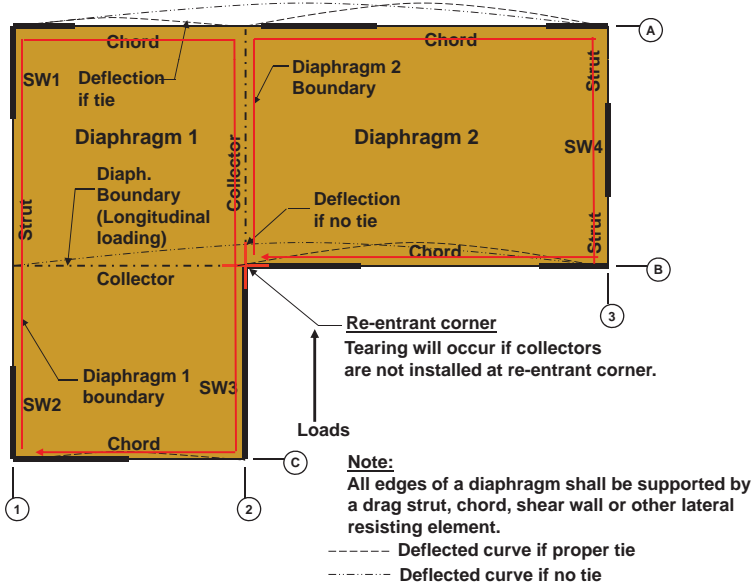 A
Chord
Chord
SW1
Deflection
if tie
Diaphragm 2
Boundary
Strut
Diaphragm 1
Diaphragm 2
Collector
SW4
Diaph.
Boundary
(Longitudinal
loading)
Deflection
if no tie
Strut
Strut
Chord
Collector
B
3
Re-entrant corner
Tearing will occur if collectors
are not installed at re-entrant corner.
Diaphragm 1
boundary
SW3
SW2
Loads
Chord
C
1
2
Note:
All edges of a diaphragm shall be supported by
a drag strut, chord, shear wall or other lateral
resisting element.
Deflected curve if proper tie
Deflected curve if no tie